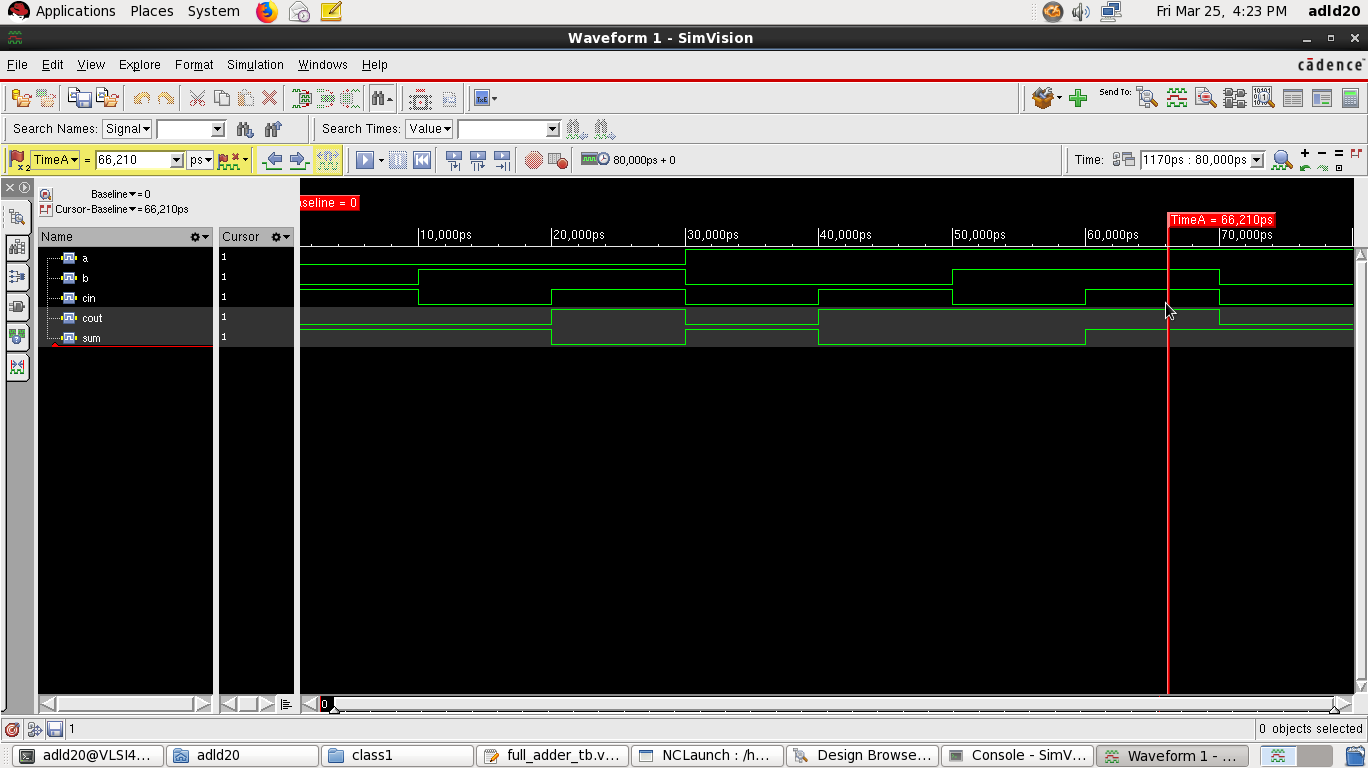 Applications Places System Fri Mar 25, 4:23 PM adld20
Waveform 1 - SimVision
File Edit View Explore Format Simulation Windows Help cādence
Send To:
Search Names: Signal Search Times: Value
x2 TimeA = 66,210 ps 80,000ps + 0 Time: 1170ps : 80,000ps
Baseline = 0
Cursor-Baseline = 66,210ps
seline = 0
TimeA = 66,210ps
Name Cursor 10,000ps 20,000ps 30,000ps 40,000ps 50,000ps 60,000ps 70,000ps
a 1
b 1
cin 1
cout 1
sum 1
0
1 0 objects selected
adld20@VLSI4... adld20 class1 full_adder_tb.v... NCLaunch : /h... Design Browse... Console - SimV... Waveform 1 - ...